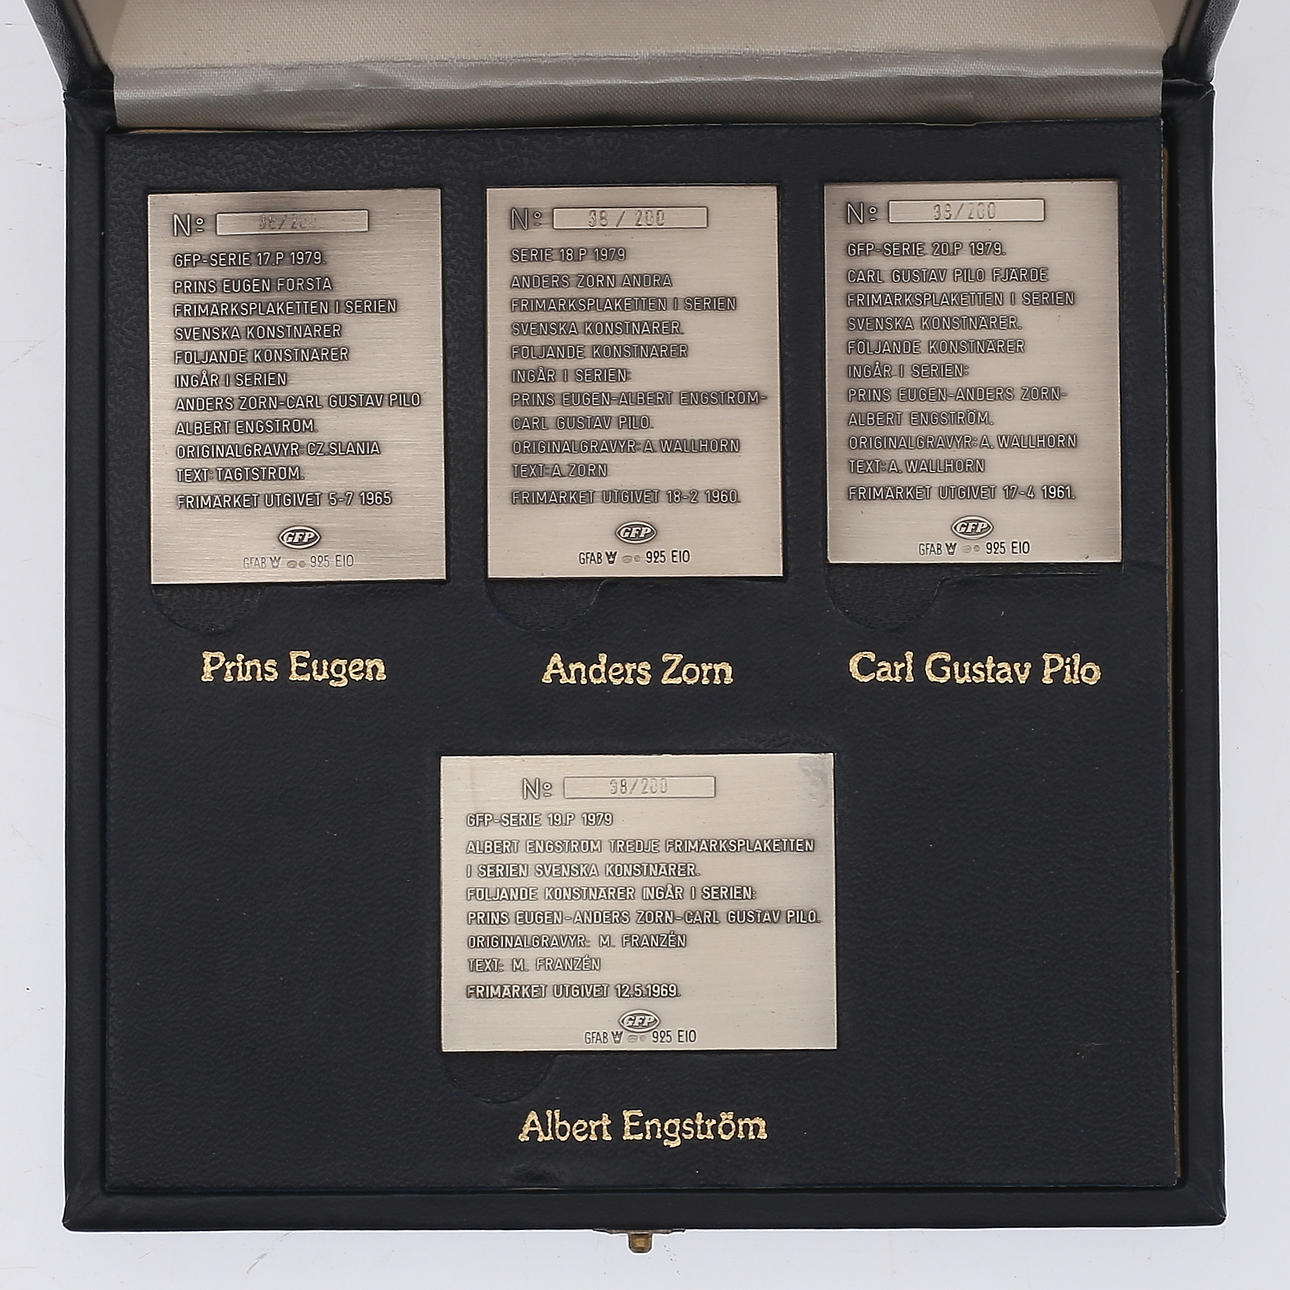 Nº 38/200
GFP-SERIE 17.P 1979.
PRINS EUGEN FÖRSTA
FRIMÄRKSPLAKETTEN I SERIEN
SVENSKA KONSTNÄRER
FÖLJANDE KONSTNÄRER
INGÅR I SERIEN
ANDERS ZORN-CARL GUSTAV PILO
ALBERT ENGSTRÖM.
ORIGINALGRAVYR: CZ.SLANIA
TEXT: TÄGTSTRÖM.
FRIMÄRKET UTGIVET 5-7 1965
GFP
GFAB 925 E10
Prins Eugen
Nº 38 / 200
SERIE 18.P 1979
ANDERS ZORN ANDRA
FRIMÄRKSPLAKETTEN I SERIEN
SVENSKA KONSTNÄRER.
FÖLJANDE KONSTNÄRER
INGÅR I SERIEN:
PRINS EUGEN-ALBERT ENGSTRÖM-
CARL GUSTAV PILO.
ORIGINALGRAVYR: A. WALLHORN
TEXT: A. ZORN
FRIMÄRKET UTGIVET 18-2 1960.
GFP
GFAB 925 E10
Anders Zorn
Nº 38/200
GFP-SERIE 20.P 1979.
CARL GUSTAV PILO FJÄRDE
FRIMÄRKSPLAKETTEN I SERIEN
SVENSKA KONSTNÄRER.
FÖLJANDE KONSTNÄRER
INGÅR I SERIEN:
PRINS EUGEN-ANDERS ZORN-
ALBERT ENGSTRÖM.
ORIGINALGRAVYR: A. WALLHORN
TEXT: A. WALLHORN
FRIMÄRKET UTGIVET 17-4 1961.
GFP
GFAB 925 E10
Carl Gustav Pilo
Nº 38/200
GFP-SERIE 19.P 1979
ALBERT ENGSTRÖM TREDJE FRIMÄRKSPLAKETTEN
I SERIEN SVENSKA KONSTNÄRER.
FÖLJANDE KONSTNÄRER INGÅR I SERIEN:
PRINS EUGEN-ANDERS ZORN-CARL GUSTAV PILO.
ORIGINALGRAVYR: M. FRANZÉN
TEXT: M. FRANZÉN
FRIMÄRKET UTGIVET 12.5.1969.
GFP
GFAB 925 E10
Albert Engström